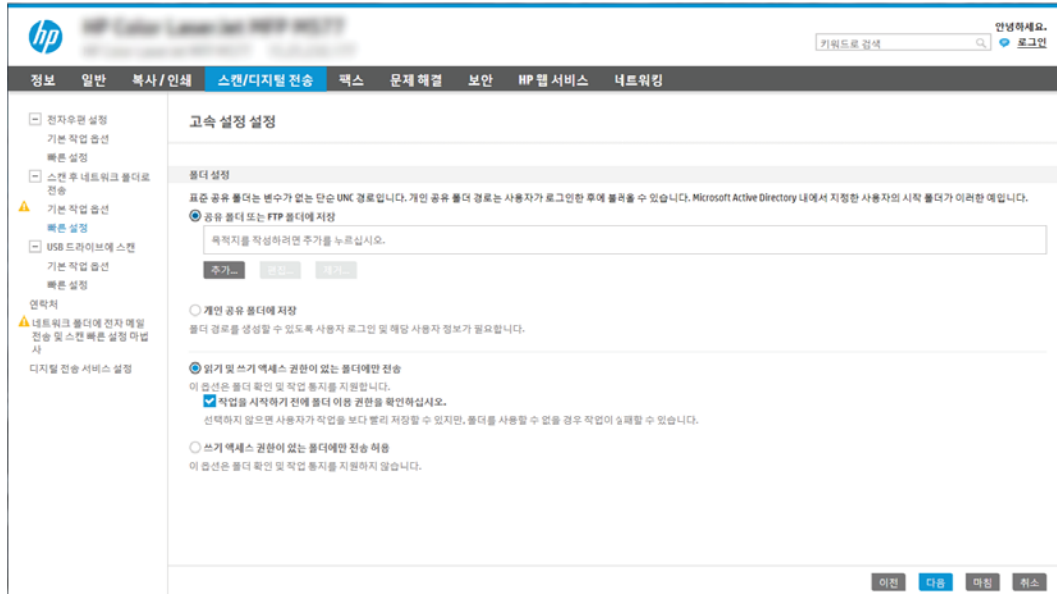 hp
안녕하세요.
키워드로 검색
로그인
정보 일반 복사 / 인쇄 스캔/디지털 전송 팩스 문제 해결 보안 HP 웹 서비스 네트워킹
전자우편 설정
기본 작업 옵션
빠른 설정
스캔 후 네트워크 폴더로
전송
기본 작업 옵션
빠른 설정
USB 드라이브에 스캔
기본 작업 옵션
빠른 설정
연락처
네트워크 폴더에 전자 메일
전송 및 스캔 빠른 설정 마법
사
디지털 전송 서비스 설정
고속 설정 설정
폴더 설정
표준 공유 폴더는 변수가 없는 단순 UNC 경로입니다. 개인 공유 폴더 경로는 사용자가 로그인한 후에 불러올 수 있습니다. Microsoft Active Directory 내에서 지정한 사용자의 시작 폴더가 이러한 예입니다.
공유 폴더 또는 FTP 폴더에 저장
목적지를 작성하려면 추가를 누르십시오.
추가... 편집... 제거...
개인 공유 폴더에 저장
폴더 경로를 생성할 수 있도록 사용자 로그인 및 해당 사용자 정보가 필요합니다.
읽기 및 쓰기 액세스 권한이 있는 폴더에만 전송
이 옵션은 폴더 확인 및 작업 통지를 지원합니다.
작업을 시작하기 전에 폴더 이용 권한을 확인하십시오.
선택하지 않으면 사용자가 작업을 보다 빨리 저장할 수 있지만, 폴더를 사용할 수 없을 경우 작업이 실패할 수 있습니다.
쓰기 액세스 권한이 있는 폴더에만 전송 허용
이 옵션은 폴더 확인 및 작업 통지를 지원하지 않습니다.
이전 다음 마침 취소